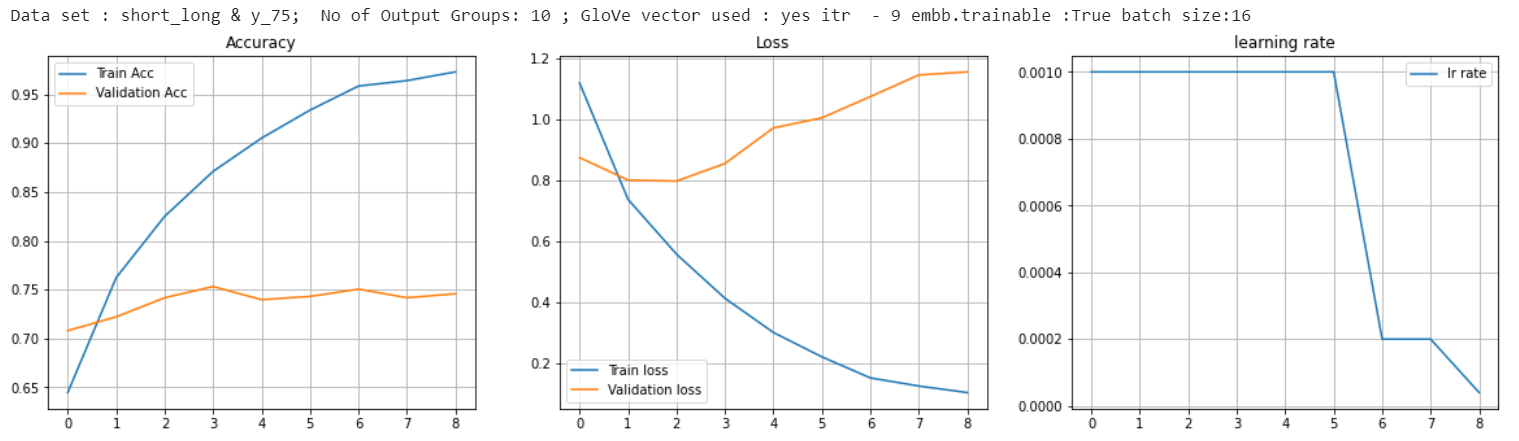 Data set : short_long & y_75;  No of Output Groups: 10 ; GloVe vector used : yes itr  - 9 embb.trainable :True batch size:16
Accuracy
Train Acc
Validation Acc
0.95
0.90
0.85
0.80
0.75
0.70
0.65
0 1 2 3 4 5 6 7 8
Loss
1.2
1.0
0.8
0.6
0.4
0.2
Train loss
Validation loss
0 1 2 3 4 5 6 7 8
learning rate
lr rate
0.0010
0.0008
0.0006
0.0004
0.0002
0.0000
0 1 2 3 4 5 6 7 8